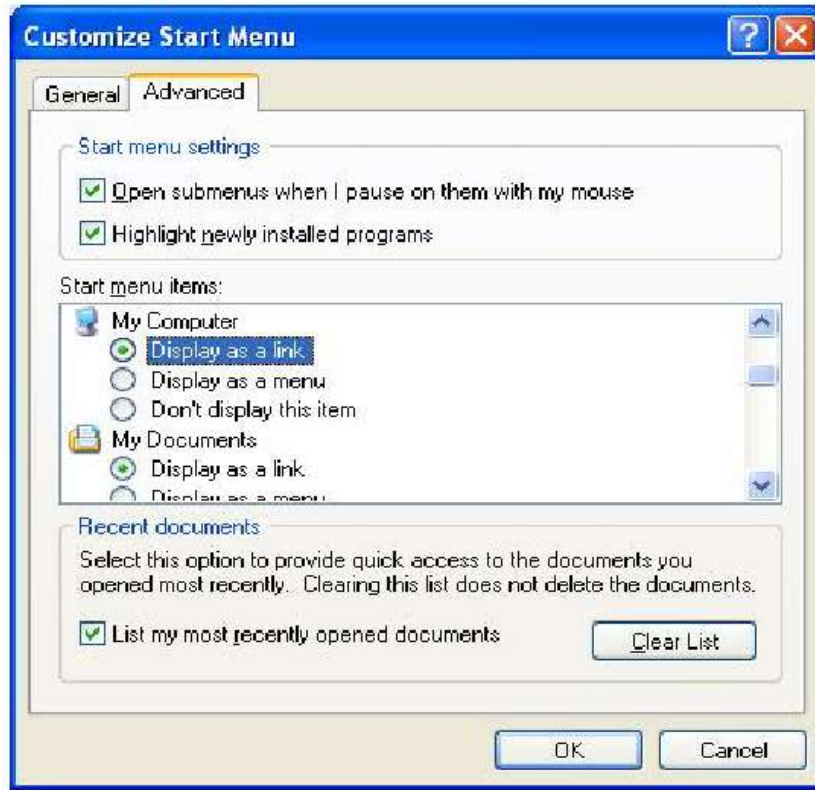 Customize Start Menu
General
Advanced
Start menu settings
Open submenus when I pause on them with my mouse
Highlight newly installed programs
Start menu items:
My Computer
Display as a link
Display as a menu
Don't display this item
My Documents
Display as a link
Display as a menu
Recent documents
Select this option to provide quick access to the documents you
opened most recently. Clearing this list does not delete the documents.
List my most recently opened documents
Clear List
OK
Cancel